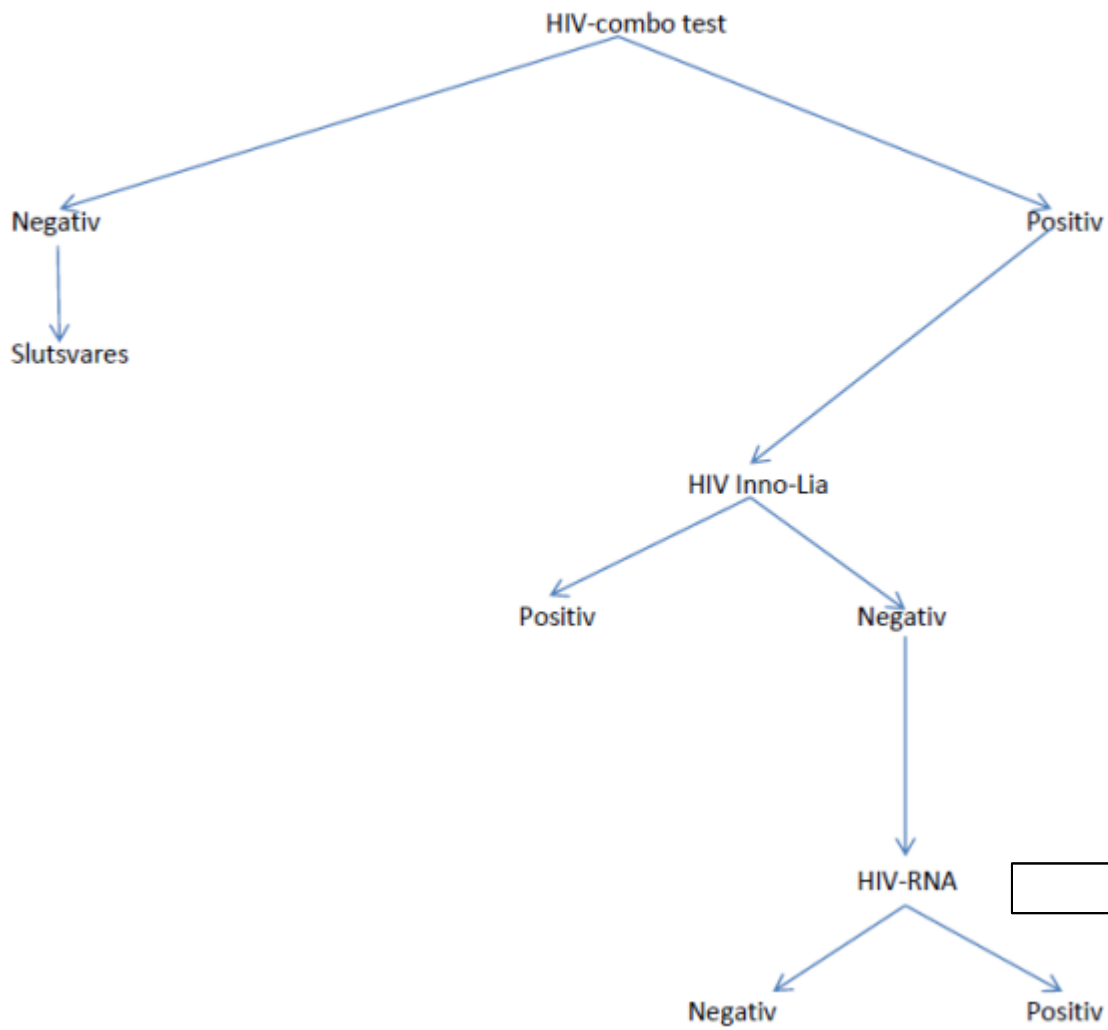 HIV-combo test
Negativ
Positiv
Slutsvares
HIV Inno-Lia
Positiv
Negativ
HIV-RNA
Negativ
Positiv